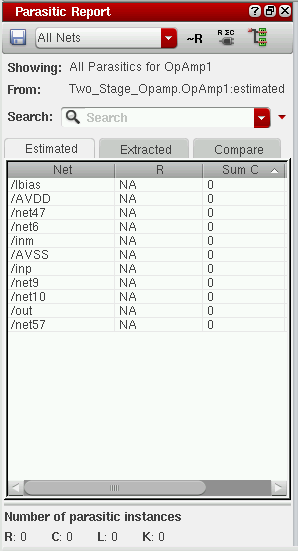 Parasitic Report
All Nets ~R R ΣC
Showing: All Parasitics for OpAmp1
From: Two_Stage_Opamp.OpAmp1:estimated
Search: Search
Estimated Extracted Compare
Net R Sum C
/Ibias NA 0
/AVDD NA 0
/net47 NA 0
/net6 NA 0
/inm NA 0
/AVSS NA 0
/inp NA 0
/net9 NA 0
/net10 NA 0
/out NA 0
/net57 NA 0
Number of parasitic instances
R: 0 C: 0 L: 0 K: 0